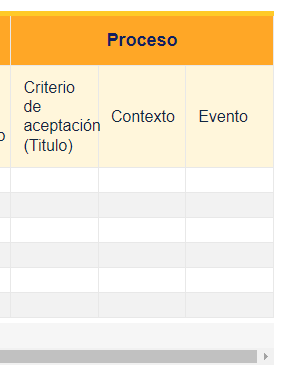 Proceso
Criterio
de
aceptación
(Titulo)
Contexto
Evento
o